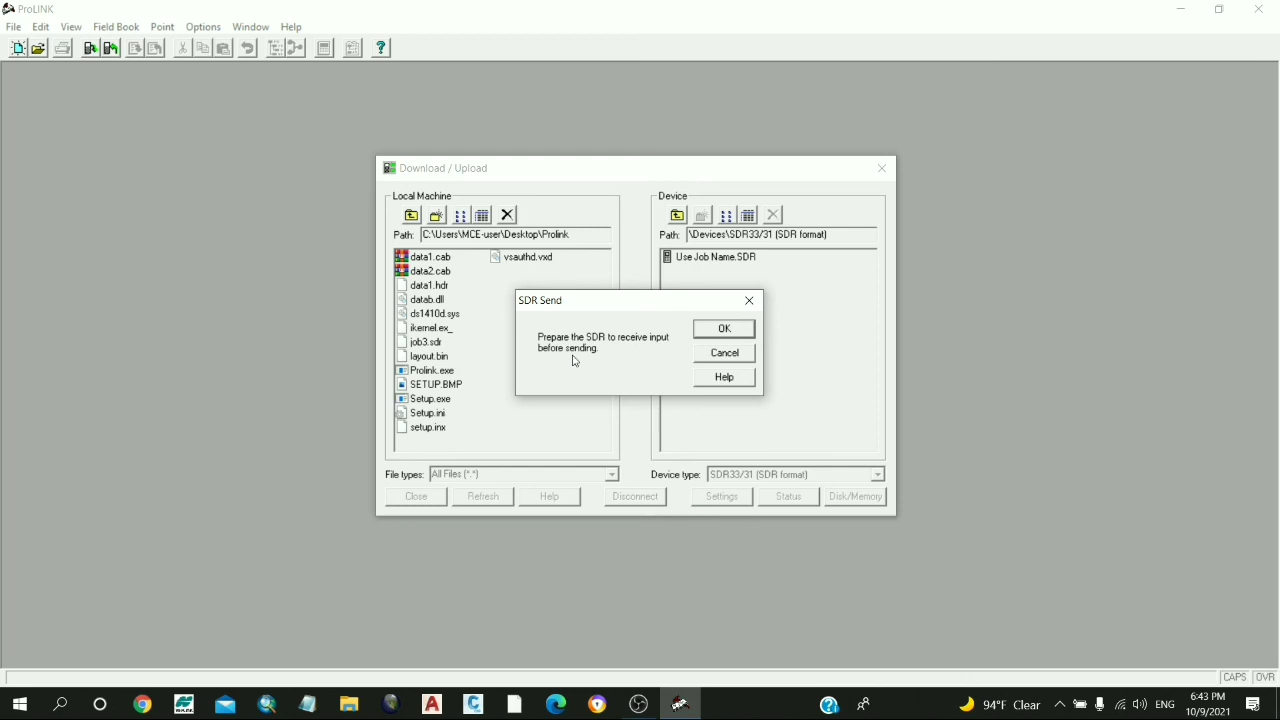 ProLINK
File Edit View Field Book Point Options Window Help
Download / Upload
Local Machine
Path: C:\Users\MCE-user\Desktop\Prolink
data1.cab
data2.cab
data1.hdr
datab.dll
ds1410d.sys
ikernel.ex_
job3.sdr
layout.bin
Prolink.exe
SETUP.BMP
Setup.exe
Setup.ini
setup.inx
vsauthd.vxd
File types: All Files (*.*)
Close Refresh Help Disconnect
Device
Path: \Devices\SDR33/31 (SDR format)
Use Job Name.SDR
Device type: SDR33/31 (SDR format)
Settings Status Disk/Memory
SDR Send
Prepare the SDR to receive input
before sending.
OK
Cancel
Help
CAPS OVR
94°F Clear ENG
6:43 PM
10/9/2021